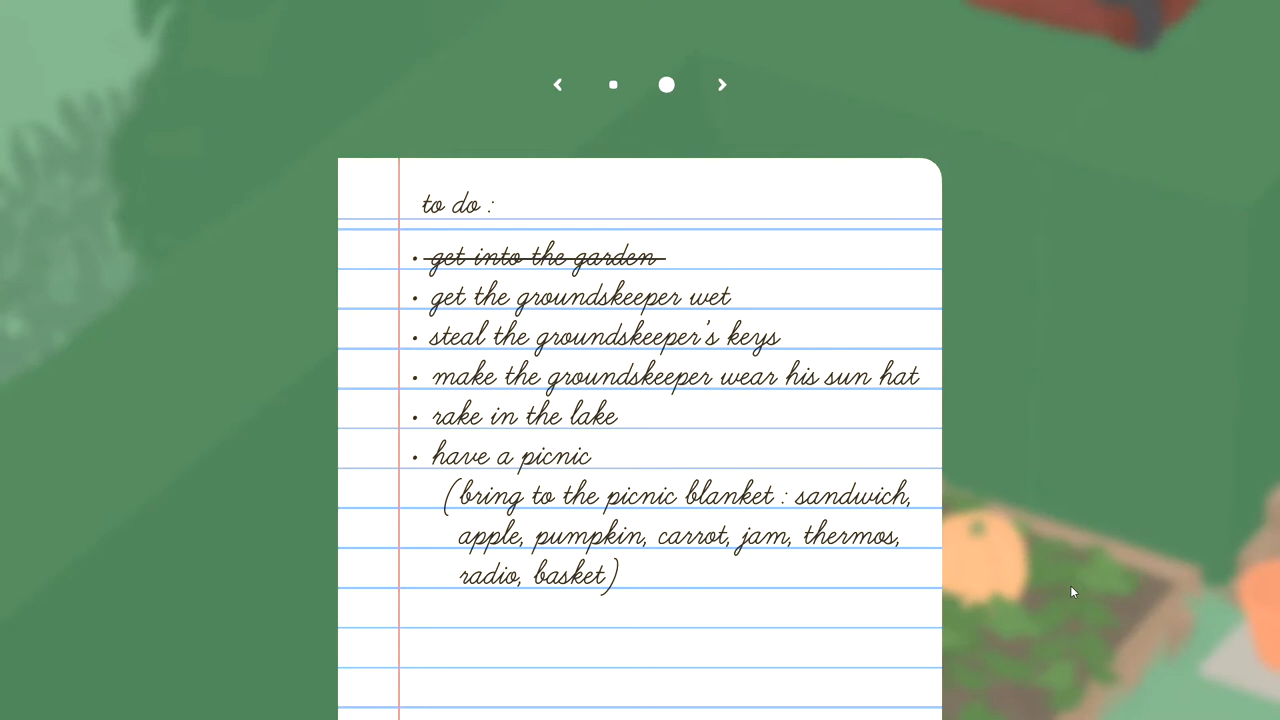 to do :
• get into the garden
• get the groundskeeper wet
• steal the groundskeeper's keys
• make the groundskeeper wear his sun hat
• rake in the lake
• have a picnic
(bring to the picnic blanket : sandwich,
apple, pumpkin, carrot, jam, thermos,
radio, basket)